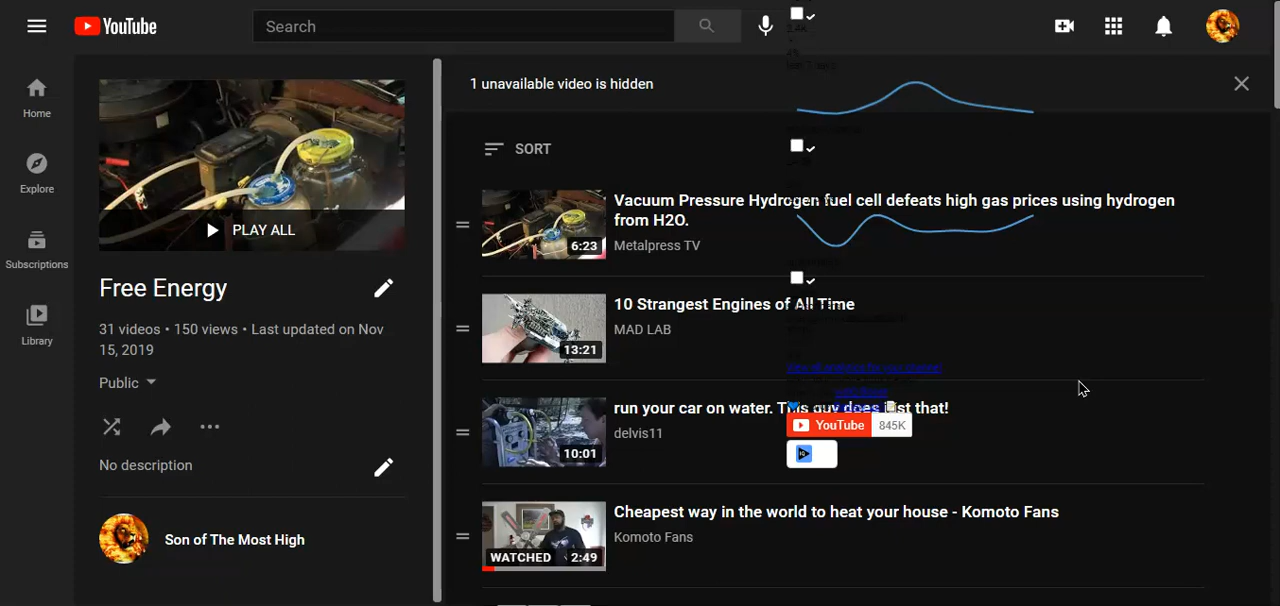 YouTube
Search
Home
Explore
Subscriptions
Library
PLAY ALL
Free Energy
31 videos • 150 views • Last updated on Nov
15, 2019
Public
No description
Son of The Most High
1 unavailable video is hidden
SORT
6:23
Vacuum Pressure Hydrogen fuel cell defeats high gas prices using hydrogen
from H2O.
Metalpress TV
13:21
10 Strangest Engines of All Time
MAD LAB
10:01
run your car on water. This guy does just that!
delvis11
YouTube 845K
WATCHED 2:49
Cheapest way in the world to heat your house - Komoto Fans
Komoto Fans